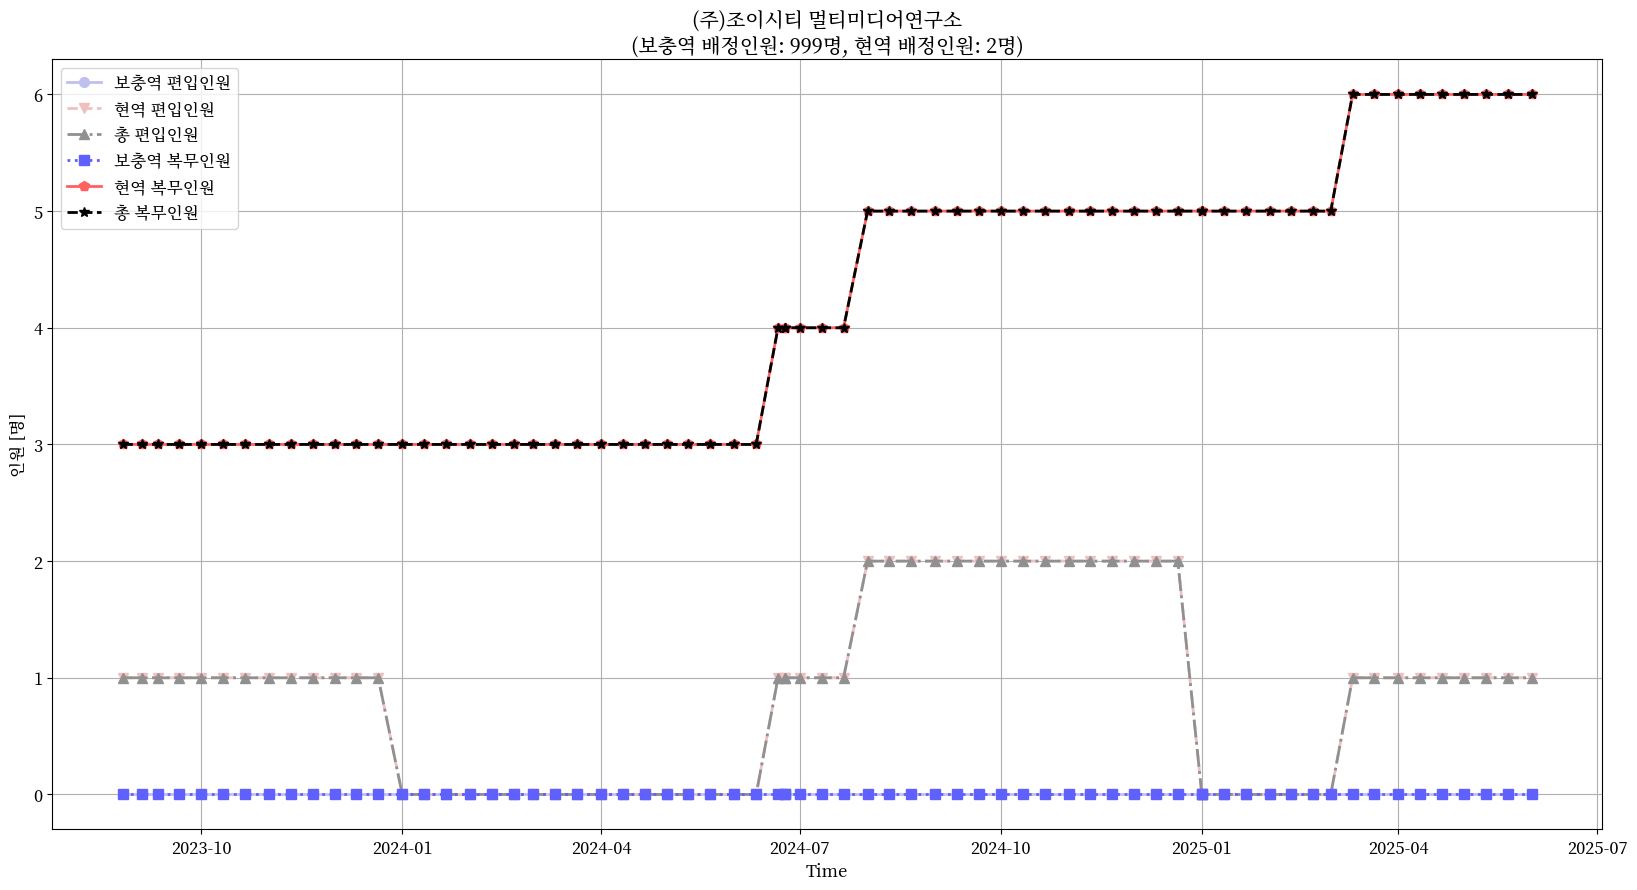 (주)조이시티 멀티미디어연구소
(보충역 배정인원: 999명, 현역 배정인원: 2명)
보충역 편입인원
현역 편입인원
총 편입인원
보충역 복무인원
현역 복무인원
총 복무인원
인원 [명]
6
5
4
3
2
1
0
2023-10 2024-01 2024-04 2024-07 2024-10 2025-01 2025-04 2025-07
Time